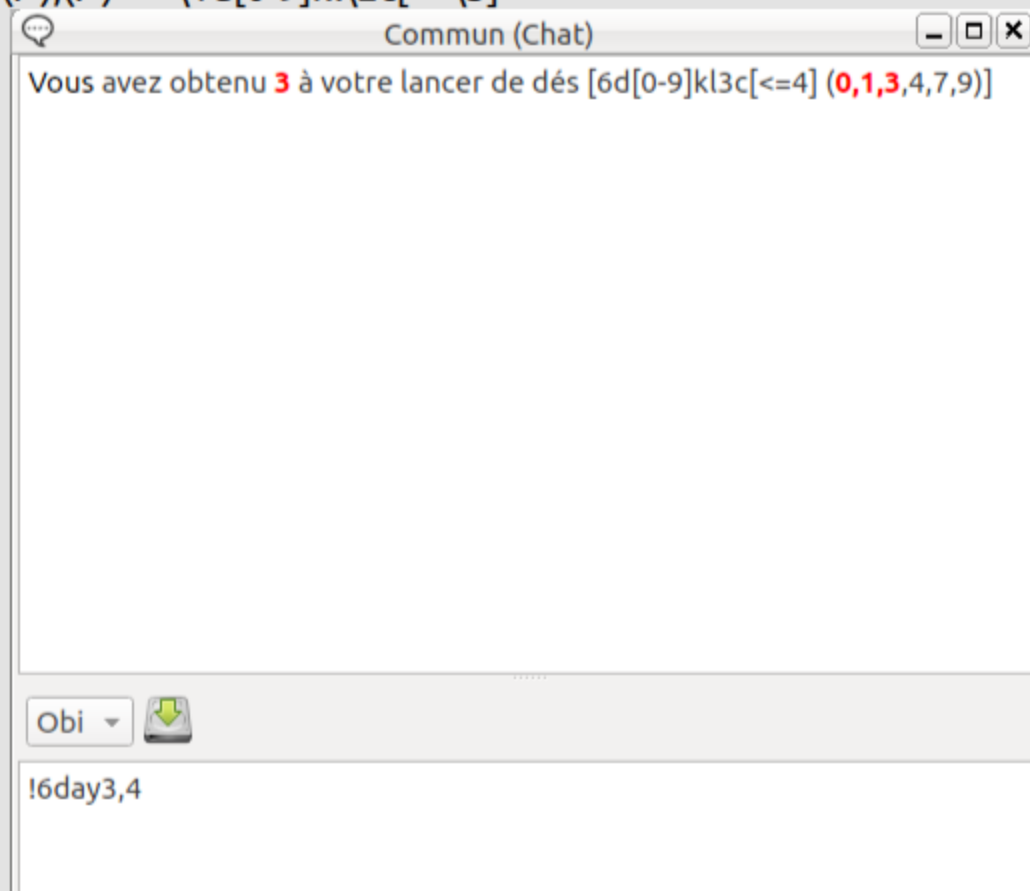 Commun (Chat)
Vous avez obtenu 3 à votre lancer de dés [6d[0-9]kl3c[<=4] (0,1,3,4,7,9)]
Obi
!6day3,4